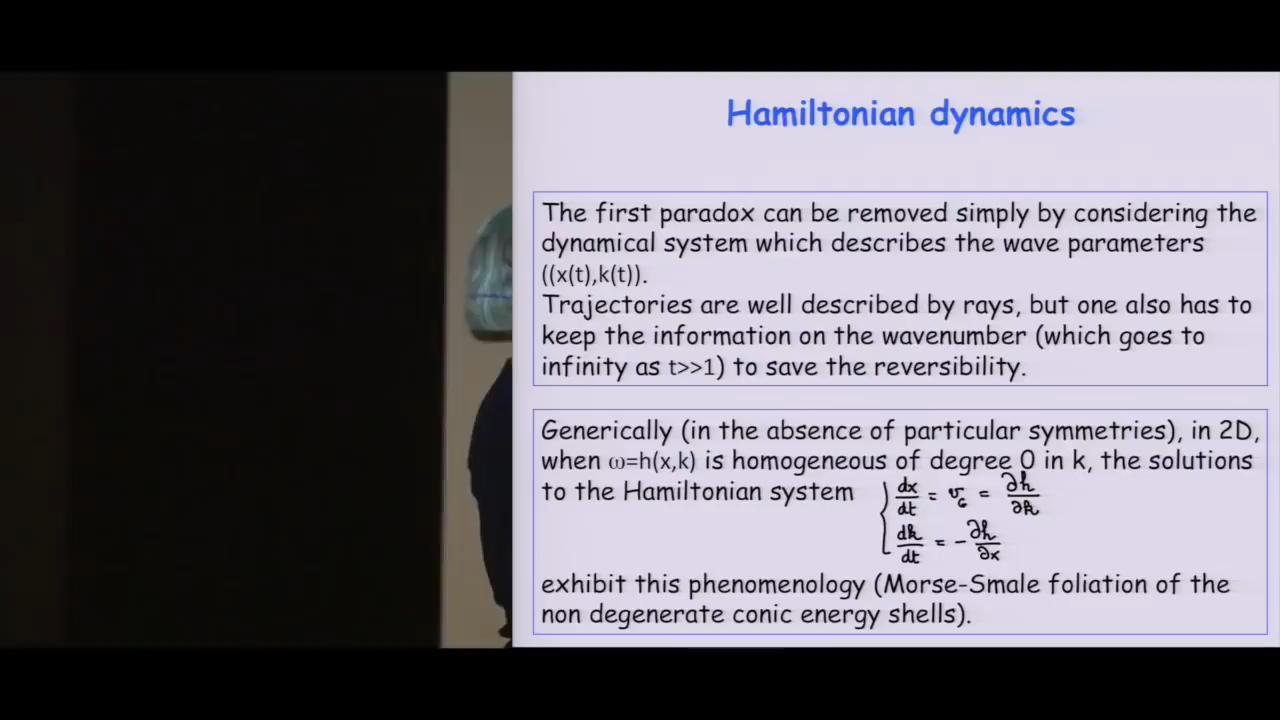 Hamiltonian dynamics
The first paradox can be removed simply by considering the
dynamical system which describes the wave parameters
((x(t),k(t)).
Trajectories are well described by rays, but one also has to
keep the information on the wavenumber (which goes to
infinity as t>>1) to save the reversibility.
Generically (in the absence of particular symmetries), in 2D,
when ω=h(x,k) is homogeneous of degree 0 in k, the solutions
to the Hamiltonian system
dx/dt = v_G = ∂h/∂k
dk/dt = -∂h/∂x
exhibit this phenomenology (Morse-Smale foliation of the
non degenerate conic energy shells).